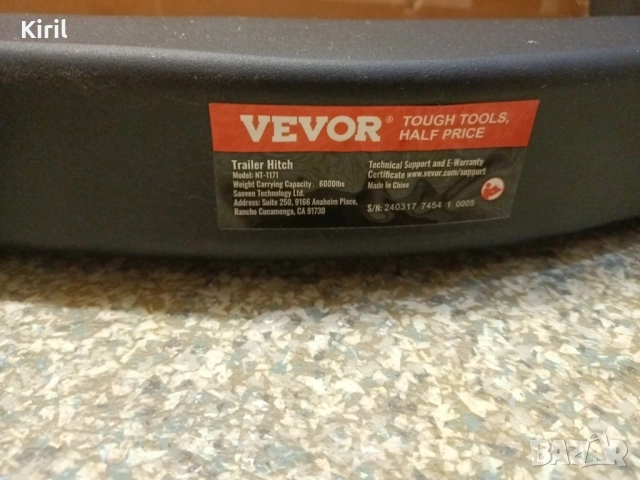 Kiril
VEVOR® TOUGH TOOLS,
HALF PRICE
Trailer Hitch
Model: NT-1171
Weight Carrying Capacity: 6000lbs
Sanven Technology Ltd.
Address: Suite 250, 9166 Anaheim Place,
Rancho Cucamonga, CA 91730
Technical Support and E-Warranty
Certificate www.vevor.com/support
Made In China
S/N: 240317 7454 1 0005
BAZAR